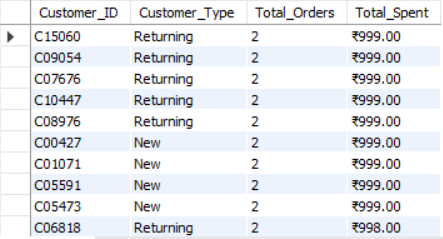 Customer_ID Customer_Type Total_Orders Total_Spent
C15060 Returning 2 ₹999.00
C09054 Returning 2 ₹999.00
C07676 Returning 2 ₹999.00
C10447 Returning 2 ₹999.00
C08976 Returning 2 ₹999.00
C00427 New 2 ₹999.00
C01071 New 2 ₹999.00
C05591 New 2 ₹999.00
C05473 New 2 ₹999.00
C06818 Returning 2 ₹998.00